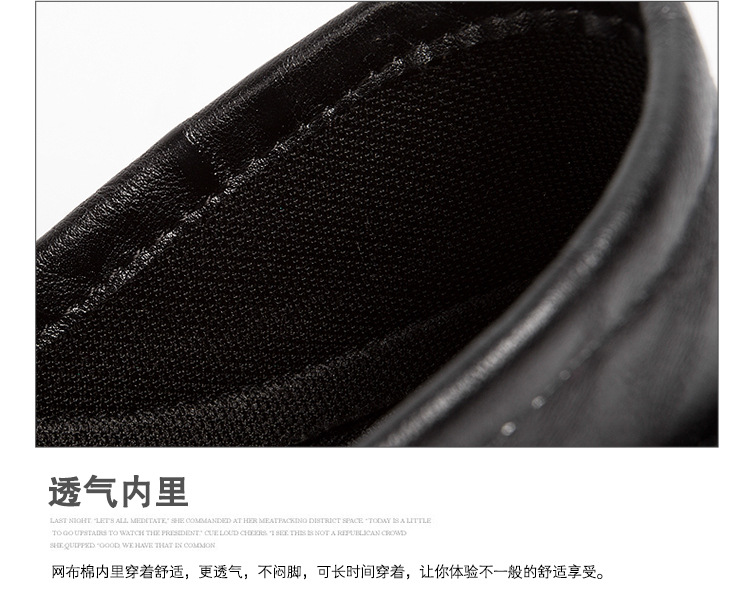 透气内里
LAST NIGHT. "LET'S ALL MEDITATE," SHE COMMANDED AT HER MEATPACKING DISTRICT SPACE. "TODAY IS A LITTLE
TO GO UPSTAIRS TO WATCH THE PRESIDENT." CUE LOUD CHEERS. "I SEE THIS IS NOT A REPUBLICAN CROWD
SHE QUIPPED. "GOOD, WE HAVE THAT IN COMMON.
网布棉内里穿着舒适，更透气，不闷脚，可长时间穿着，让你体验不一般的舒适享受。